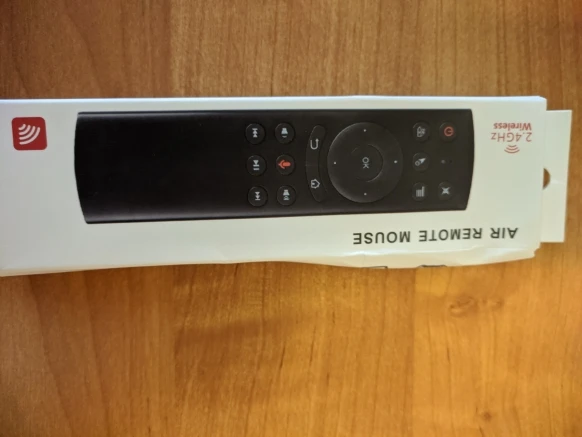 2.4GHz
Wireless
OK
AIR REMOTE MOUSE